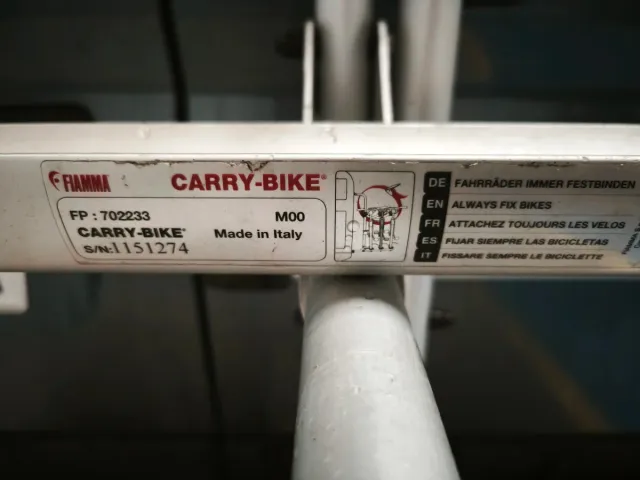 FIAMMA
CARRY-BIKE®
FP : 702233 M00
CARRY-BIKE® Made in Italy
S/N:1151274
DE FAHRRÄDER IMMER FESTBINDEN
EN ALWAYS FIX BIKES
FR ATTACHEZ TOUJOURS LES VELOS
ES FIJAR SIEMPRE LAS BICICLETAS
IT FISSARE SEMPRE LE BICICLETTE